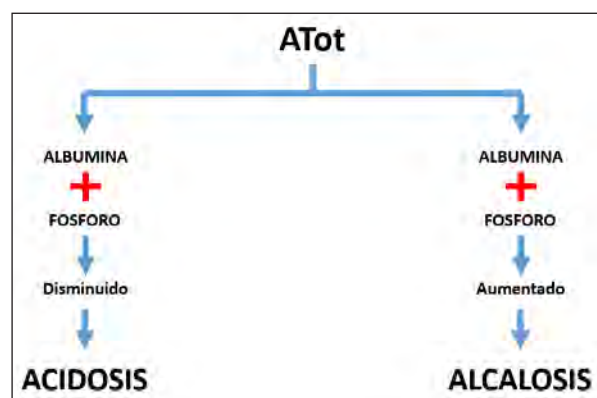 ATot
ALBUMINA
ALBUMINA
+
+
FOSFORO
FOSFORO
Disminuido
Aumentado
ACIDOSIS
ALCALOSIS